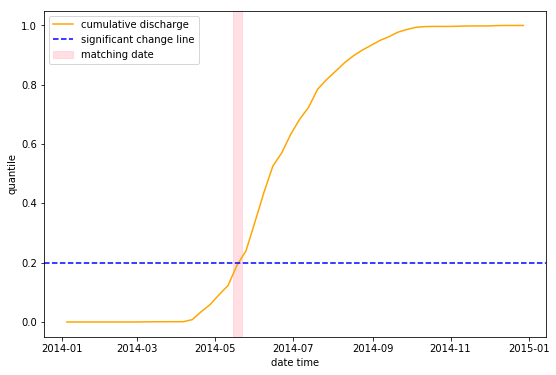 cumulative discharge
significant change line
matching date
1.0
0.8
0.6
0.4
0.2
0.0
quantile
2014-01 2014-03 2014-05 2014-07 2014-09 2014-11 2015-01
date time